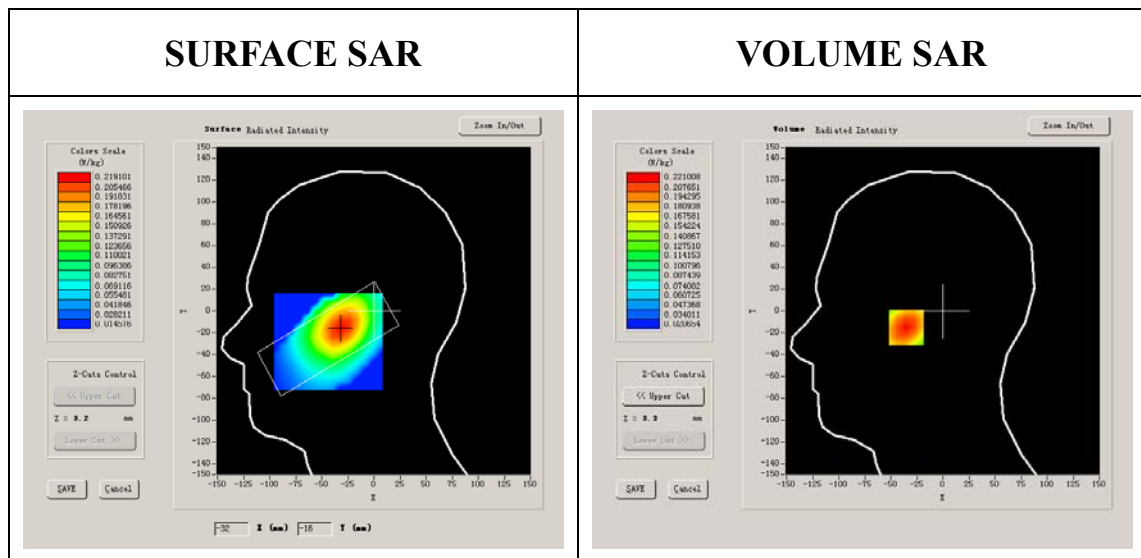 SURFACE SAR
VOLUME SAR
Surface Radiated Intensity
Zoom In/Out
Colors Scale
(W/kg)
0.219101
0.205466
0.191831
0.178196
0.164561
0.150926
0.137291
0.123656
0.110021
0.096386
0.082751
0.069116
0.055481
0.041846
0.028211
0.014576
150
140
120
100
80
60
40
20
0
-20
-40
-60
-80
-100
-120
-140
-150
Y
-150 -125 -100 -75 -50 -25 0 25 50 75 100 125 150
X
Z-Cuts Control
<< Upper Cut
Lower Cut >>
SAVE Cancel
-32 X (mm) -16 Y (mm)
Volume Radiated Intensity
Zoom In/Out
Colors Scale
(W/kg)
0.221008
0.207651
0.194295
0.180938
0.167581
0.154224
0.140867
0.127510
0.114153
0.100796
0.087439
0.074082
0.060725
0.047368
0.034011
0.020654
150
140
120
100
80
60
40
20
0
-20
-40
-60
-80
-100
-120
-140
-150
Y
-150 -125 -100 -75 -50 -25 0 25 50 75 100 125 150
X
Z-Cuts Control
<< Upper Cut
Lower Cut >>
SAVE Cancel